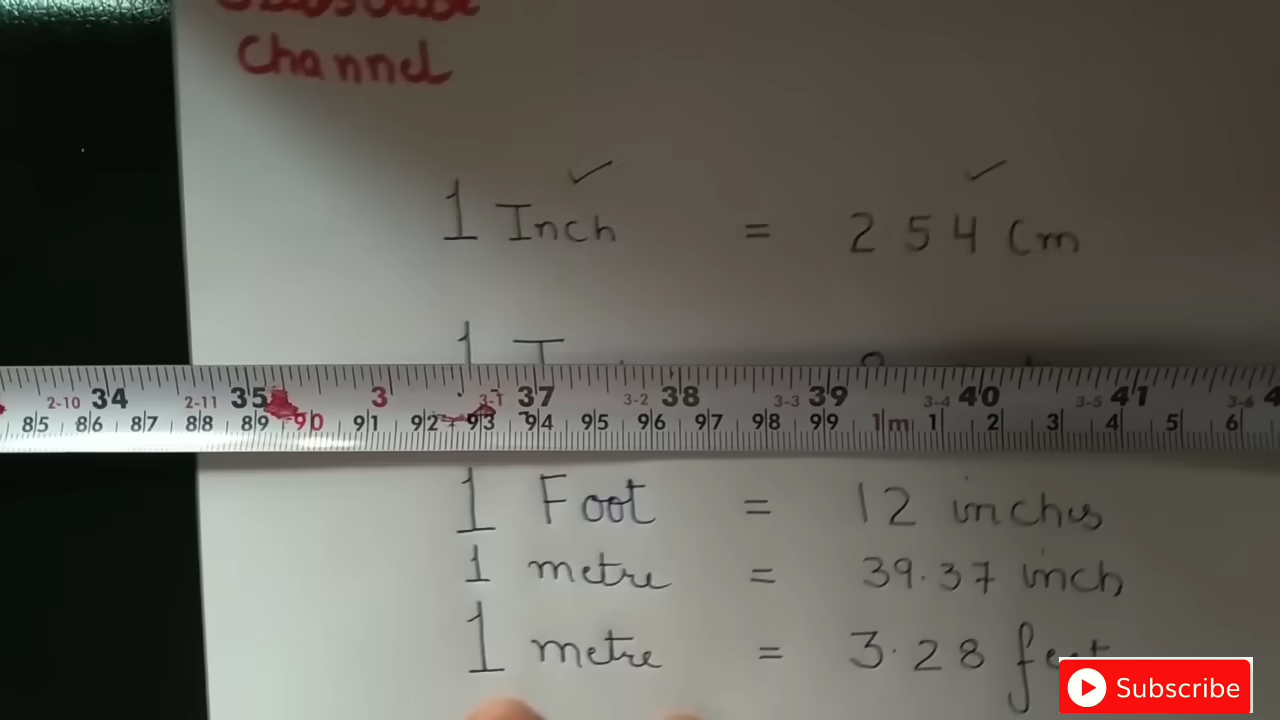 Channel
1 Inch = 2 54 Cm
1
2-10 34 2-11 35 3 3-1 37 3-2 38 3-3 39 3-4 40 3-5 41 3-6 4
85 86 87 88 89 90 91 92 93 94 95 96 97 98 99 1m 1 2 3 4 5 6
1 Foot = 12 inches
1 metre = 39.37 inch
1 metre = 3.28 feet
Subscribe